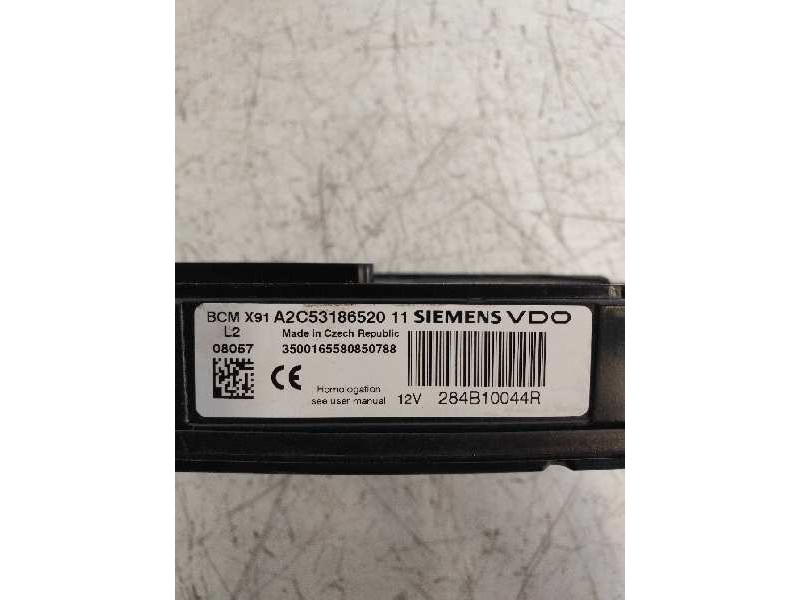 BCM X91 A2C53186520 11 SIEMENS VDO
L2 Made in Czech Republic
08057 3500165580850788
CE Homologation
see user manual 12V 284B10044R